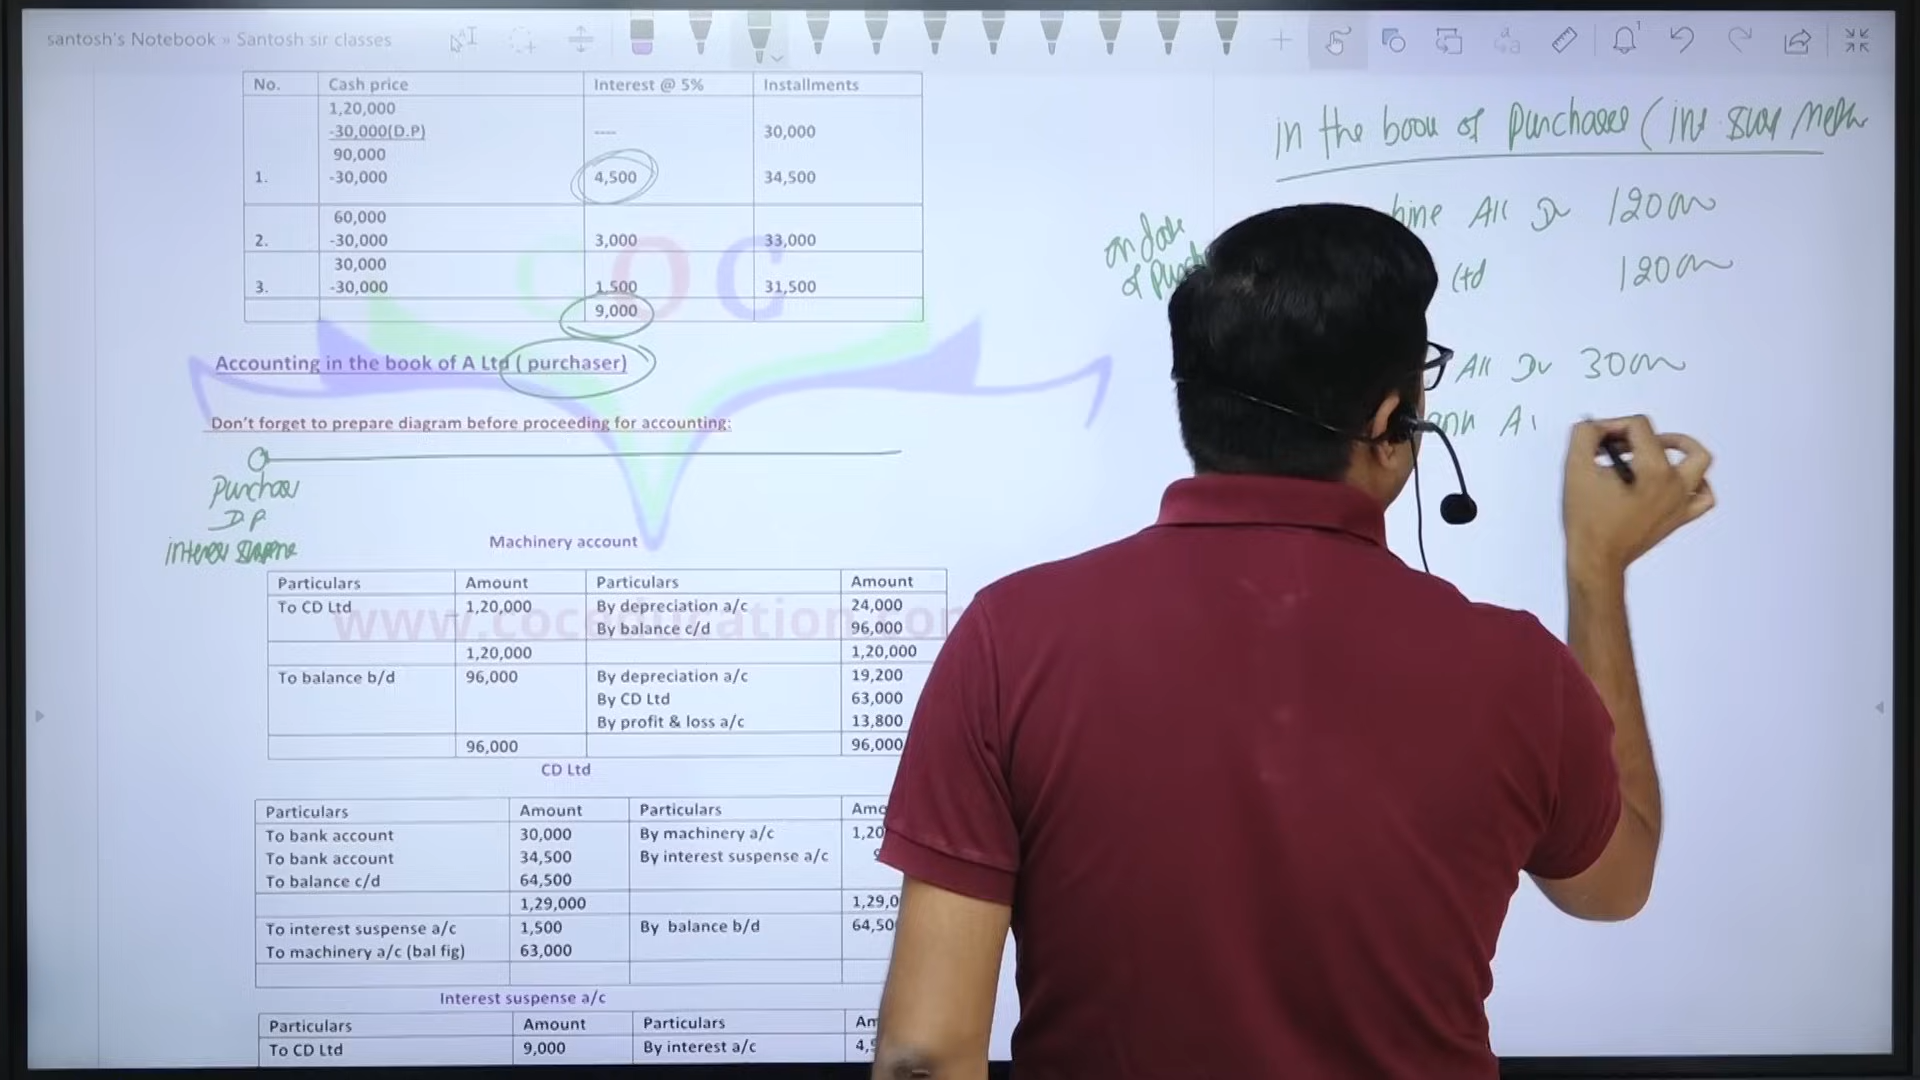 santosh's Notebook » Santosh sir classes
No. Cash price Interest @ 5% Installments
1,20,000
-30,000(D.P) ---- 30,000
90,000
1. -30,000 4,500 34,500
60,000
2. -30,000 3,000 33,000
30,000
3. -30,000 1,500 31,500
9,000
Accounting in the book of A Ltd ( purchaser)
Don't forget to prepare diagram before proceeding for accounting:
Purchase
DP
Machinery account
Particulars Amount Particulars Amount
To CD Ltd 1,20,000 By depreciation a/c 24,000
By balance c/d 96,000
1,20,000 1,20,000
To balance b/d 96,000 By depreciation a/c 19,200
By CD Ltd 63,000
By profit & loss a/c 13,800
96,000 96,000
CD Ltd
Particulars Amount Particulars
To bank account 30,000 By machinery a/c
To bank account 34,500 By interest suspense a/c
To balance c/d 64,500
1,29,000
To interest suspense a/c 1,500 By balance b/d
To machinery a/c (bal fig) 63,000
Interest suspense a/c
Particulars Amount Particulars
To CD Ltd 9,000 By interest a/c
www.coceducation.com
COC
in the book of Purchaser (int
on date
of
A/c Dr
Ltd
A/c Dr